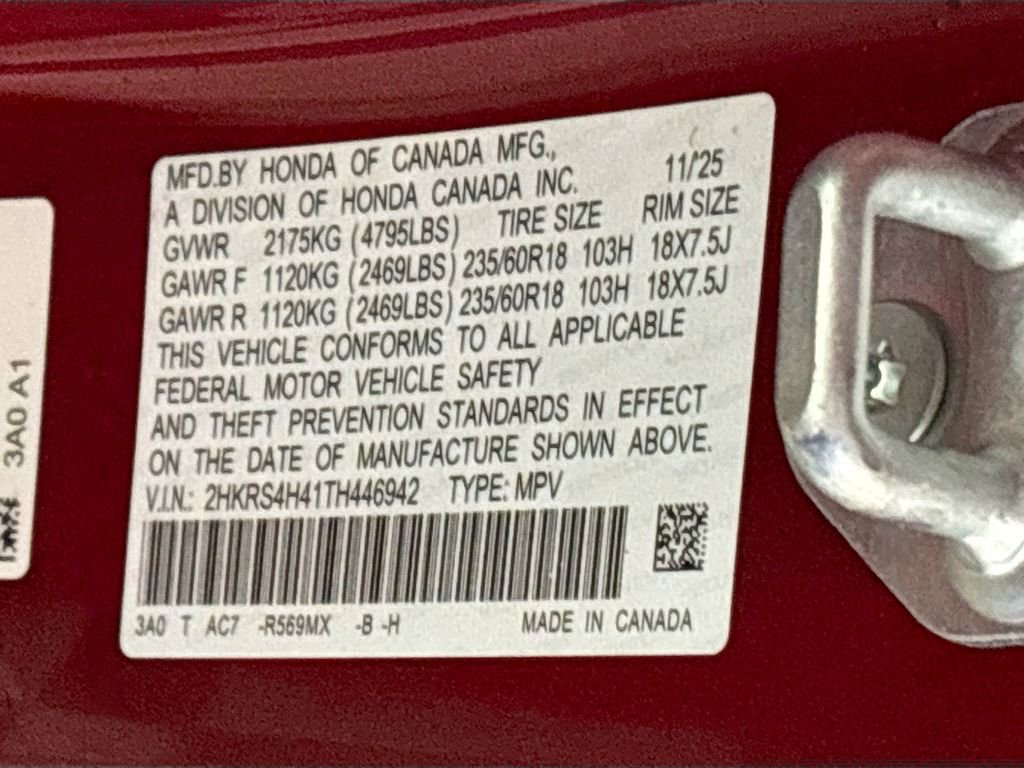 MFD.BY HONDA OF CANADA MFG.,
A DIVISION OF HONDA CANADA INC. 11/25
GVWR 2175KG (4795LBS) TIRE SIZE RIM SIZE
GAWR F 1120KG (2469LBS) 235/60R18 103H 18X7.5J
GAWR R 1120KG (2469LBS) 235/60R18 103H 18X7.5J
THIS VEHICLE CONFORMS TO ALL APPLICABLE
FEDERAL MOTOR VEHICLE SAFETY
AND THEFT PREVENTION STANDARDS IN EFFECT
ON THE DATE OF MANUFACTURE SHOWN ABOVE.
V.I.N.: 2HKRS4H41TH446942 TYPE: MPV
3A0 T AC7 -R569MX -B -H MADE IN CANADA
3A0 A1